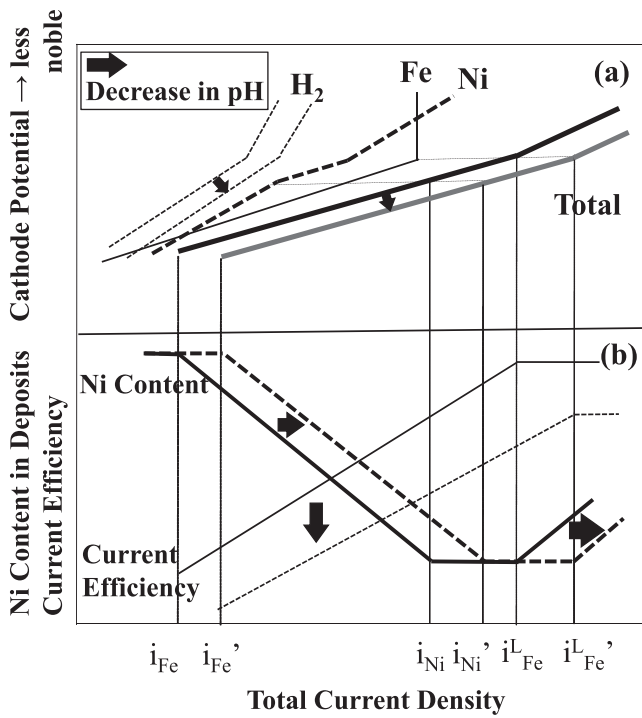 Cathode Potential → less noble
Decrease in pH
H₂
Fe
Ni
(a)
Total
Ni Content in Deposits
Current Efficiency
(b)
Ni Content
Current
Efficiency
iFe
iFe’
iNi
iNi’
iᴸFe
iᴸFe’
Total Current Density